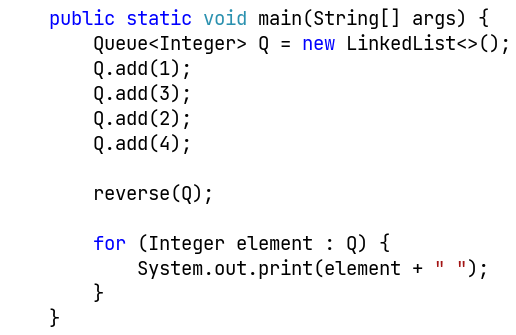 public static void main(String[] args) {
    Queue<Integer> Q = new LinkedList<>();
    Q.add(1);
    Q.add(3);
    Q.add(2);
    Q.add(4);

    reverse(Q);

    for (Integer element : Q) {
        System.out.print(element + " ");
    }
}